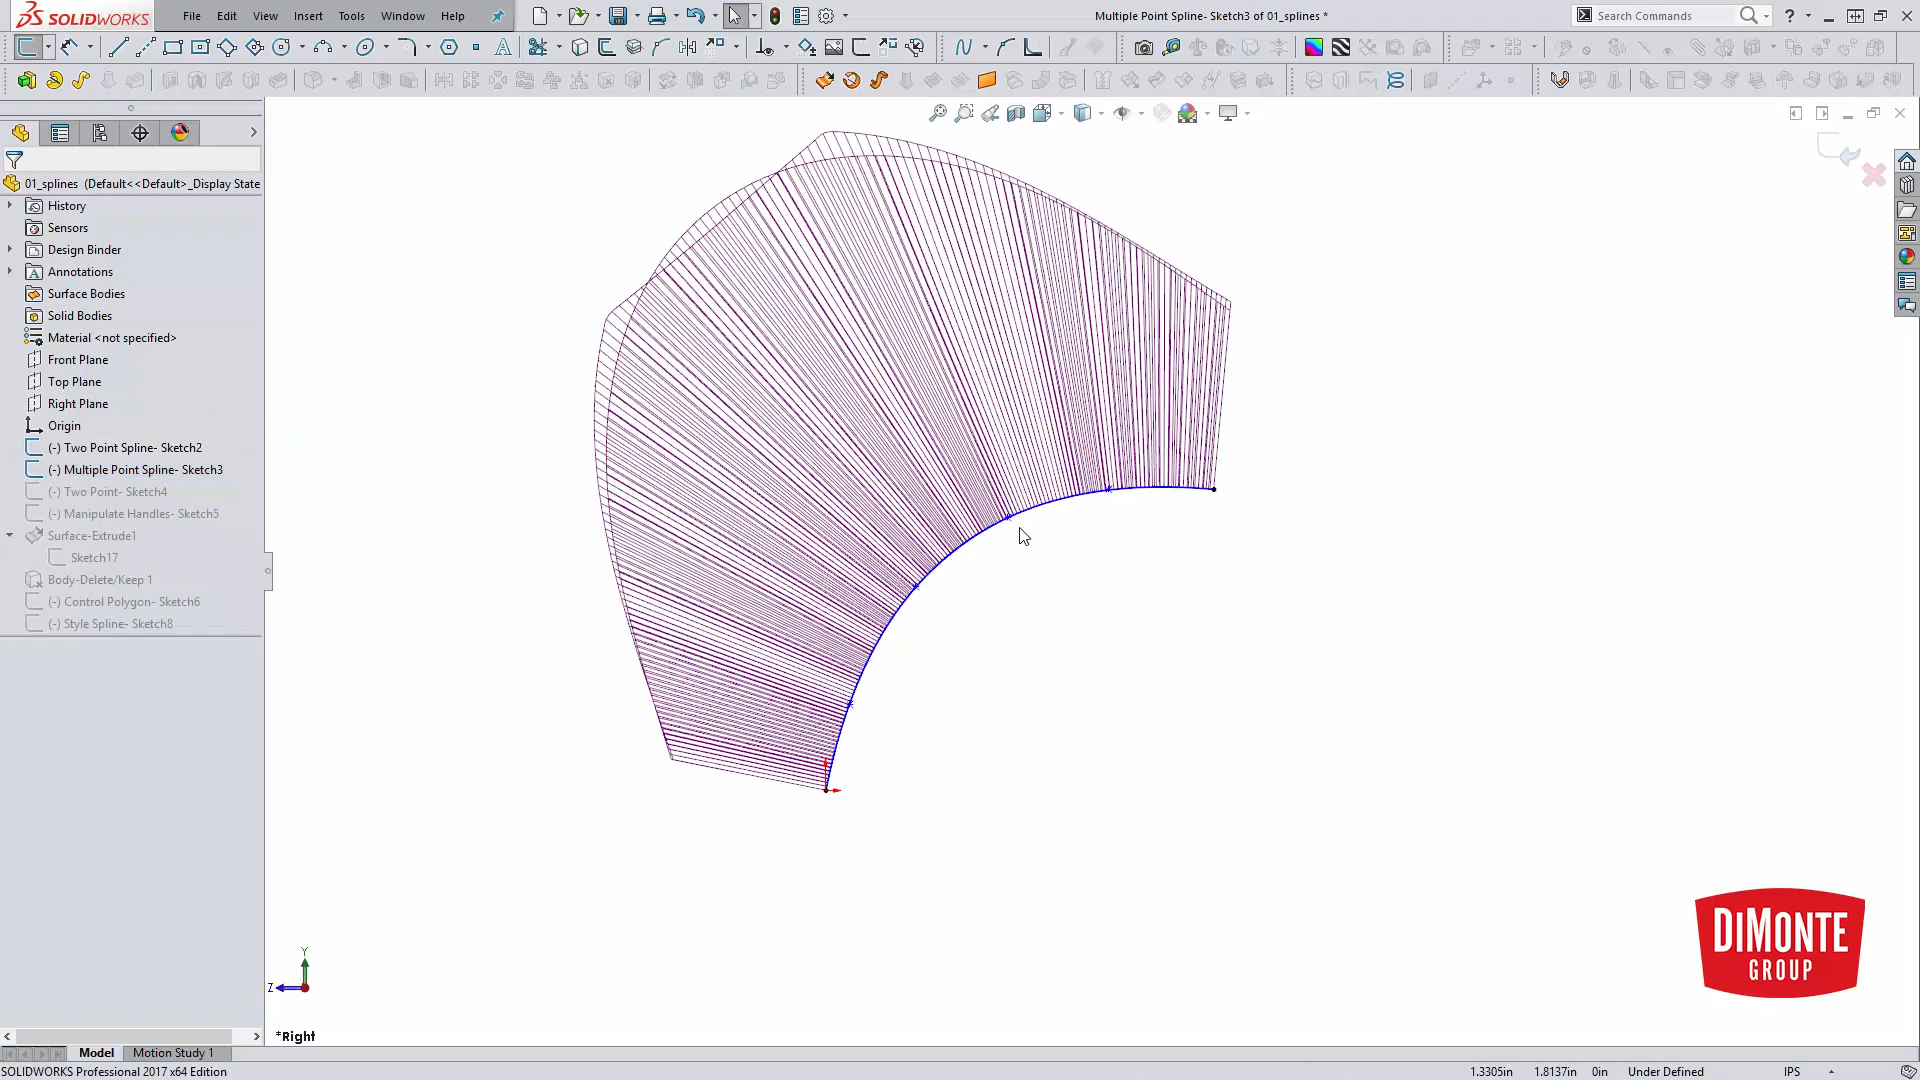 SOLIDWORKS
File Edit View Insert Tools Window Help
Multiple Point Spline- Sketch3 of 01_splines *
Search Commands
01_splines (Default<<Default>_Display State
History
Sensors
Design Binder
Annotations
Surface Bodies
Solid Bodies
Material <not specified>
Front Plane
Top Plane
Right Plane
Origin
(-) Two Point Spline- Sketch2
(-) Multiple Point Spline- Sketch3
(-) Two Point- Sketch4
(-) Manipulate Handles- Sketch5
Surface-Extrude1
Sketch17
Body-Delete/Keep 1
(-) Control Polygon- Sketch6
(-) Style Spline- Sketch8
DIMONTE
GROUP
Y
Z
*Right
Model Motion Study 1
SOLIDWORKS Professional 2017 x64 Edition
1.3305in 1.8137in 0in Under Defined IPS